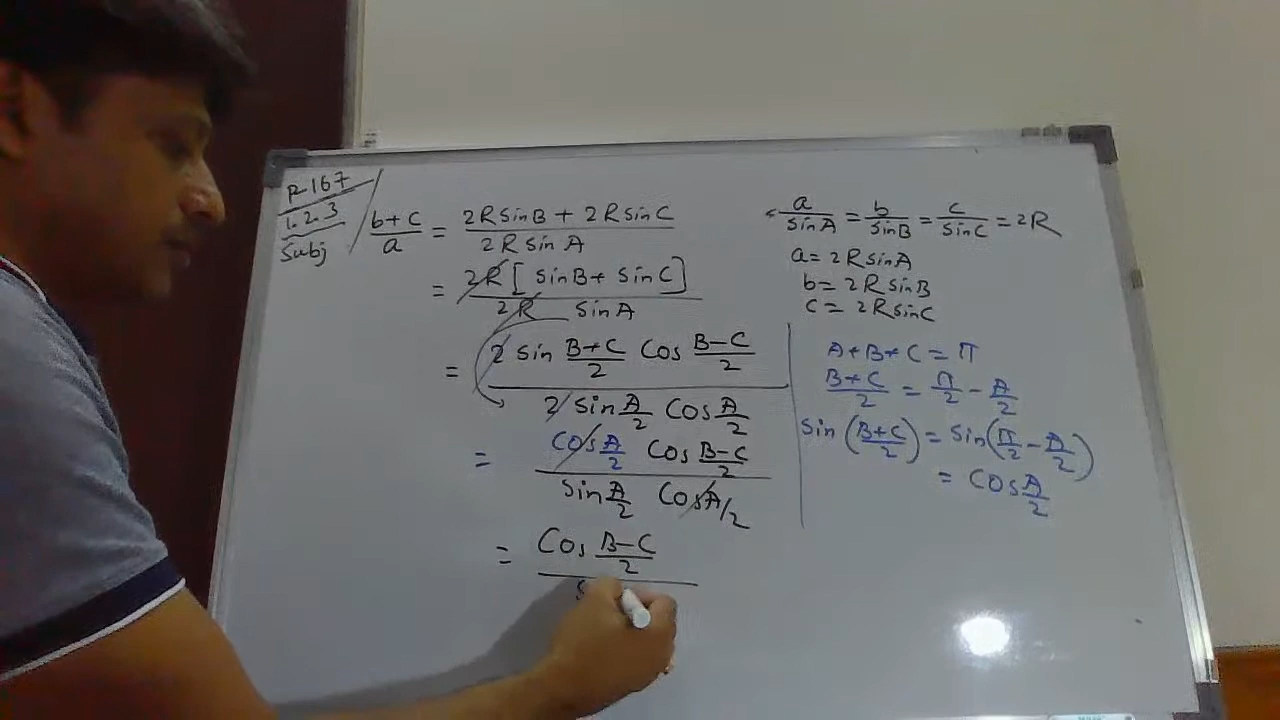 P-167
1.2.3
Subj
b+c/a = 2R sinB + 2R sinC / 2R sin A
= 2R [ sinB + sinC ] / 2R sinA
= 2 sin B+C/2 Cos B-C/2 / 2 sin A/2 Cos A/2
= cos A/2 Cos B-C/2 / sin A/2 Cos A/2
= Cos B-C/2 / s
a/sinA = b/sinB = c/sinC = 2R
a = 2R sinA
b = 2R sinB
c = 2R sinC
A+B+C = π
B+C/2 = π/2 - A/2
sin (B+C/2) = sin(π/2 - A/2)
= cos A/2